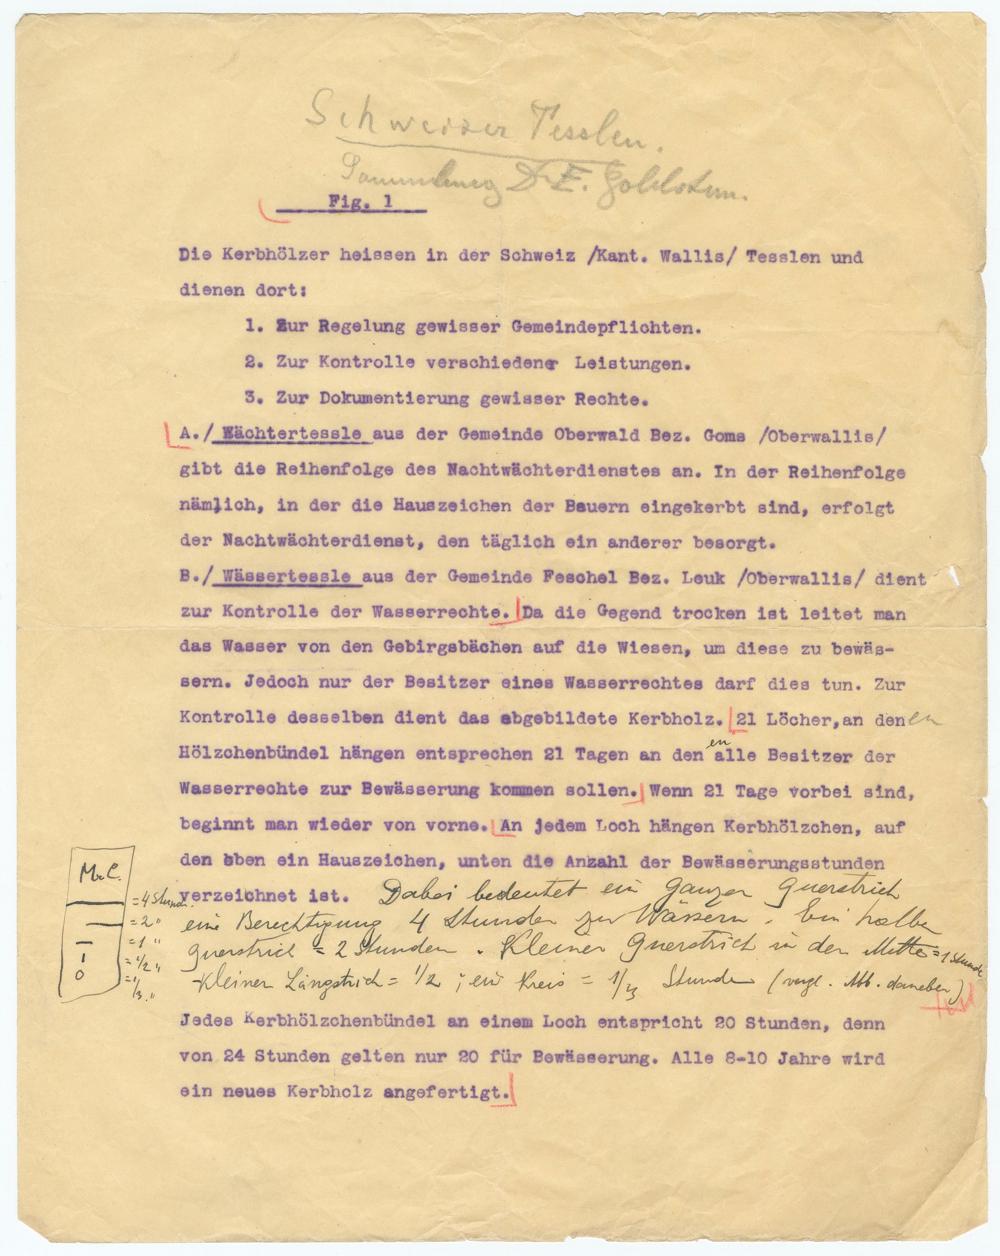 Schweizer Tesslen.
Sammlung Dr E. Goldstern.
Fig. 1
Die Kerbhölzer heissen in der Schweiz /Kant. Wallis/ Tesslen und
dienen dort:
1. Zur Regelung gewisser Gemeindepflichten.
2. Zur Kontrolle verschiedener Leistungen.
3. Zur Dokumentierung gewisser Rechte.
A./ Wächtertessle aus der Gemeinde Oberwald Bez. Goms /Oberwallis/
gibt die Reihenfolge des Nachtwächterdienstes an. In der Reihenfolge
nämlich, in der die Hauszeichen der Bauern eingekerbt sind, erfolgt
der Nachtwächterdienst, den täglich ein anderer besorgt.
B./ Wässertessle aus der Gemeinde Feschel Bez. Leuk /Oberwallis/ dient
zur Kontrolle der Wasserrechte. Da die Gegend trocken ist leitet man
das Wasser von den Gebirgsbächen auf die Wiesen, um diese zu bewäs-
sern. Jedoch nur der Besitzer eines Wasserrechtes darf dies tun. Zur
Kontrolle desselben dient das abgebildete Kerbholz. 21 Löcher, an den en
Hölzchenbündel hängen entsprechen 21 Tagen an den en alle Besitzer der
Wasserrechte zur Bewässerung kommen sollen. Wenn 21 Tage vorbei sind,
beginnt man wieder von vorne. An jedem Loch hängen Kerbhölzchen, auf
den oben ein Hauszeichen, unten die Anzahl der Bewässerungsstunden
verzeichnet ist. Dabei bedeutet ein ganzer Querstrich
eine Berechtigung 4 Stunden zu Wässern. Ein halber
Querstrich = 2 Stunden. Kleiner Querstrich in der Mitte = 1 Stunde
Kleiner Längstrich = 1/2; ein Kreis = 1/3 Stunde (vergl. Abb. daneben)
= 4 Stunden
= 2 "
= 1 "
= 1/2 "
= 1/3 "
Jedes Kerbhölzchenbündel an einem Loch entspricht 20 Stunden, denn
von 24 Stunden gelten nur 20 für Bewässerung. Alle 8-10 Jahre wird
ein neues Kerbholz angefertigt.